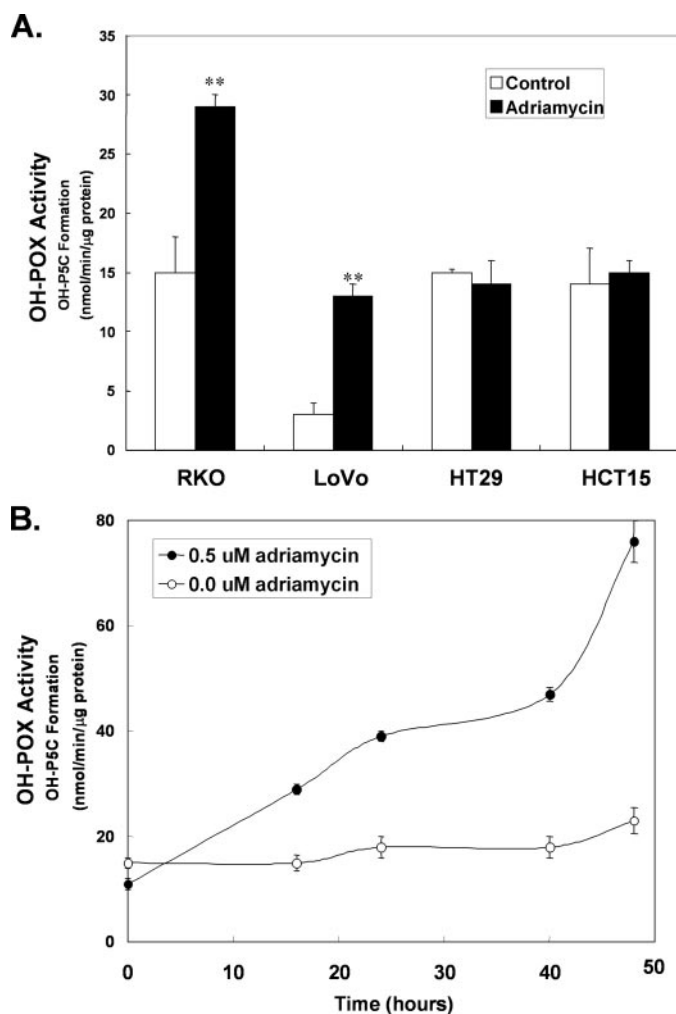 A.
OH-POX Activity
OH-P5C Formation
(nmol/min/µg protein)
35
30
25
20
15
10
5
0
**
**
Control
Adriamycin
RKO LoVo HT29 HCT15
B.
OH-POX Activity
OH-P5C Formation
(nmol/min/µg protein)
80
60
40
20
0
0.5 uM adriamycin
0.0 uM adriamycin
0 10 20 30 40 50
Time (hours)